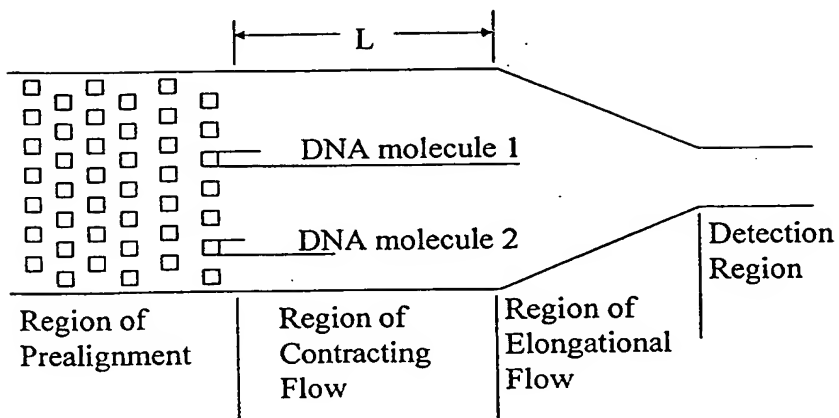 L
DNA molecule 1
DNA molecule 2
Region of
Prealignment
Region of
Contracting
Flow
Region of
Elongational
Flow
Detection
Region